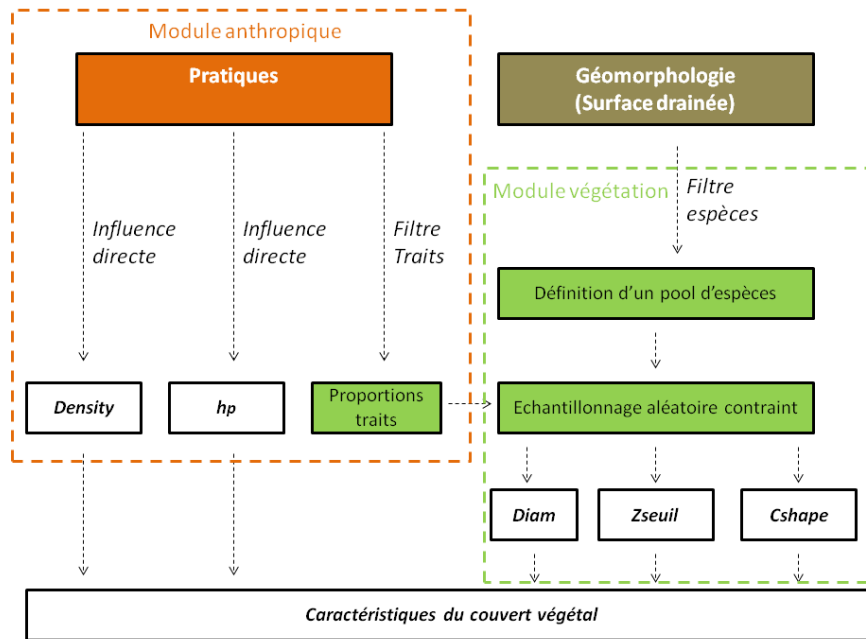 Module anthropique
Pratiques
Géomorphologie
(Surface drainée)
Module végétation
Filtre
espèces
Influence
directe
Influence
directe
Filtre
Traits
Définition d'un pool d'espèces
Density
hp
Proportions
traits
Echantillonnage aléatoire contraint
Diam
Zseuil
Cshape
Caractéristiques du couvert végétal